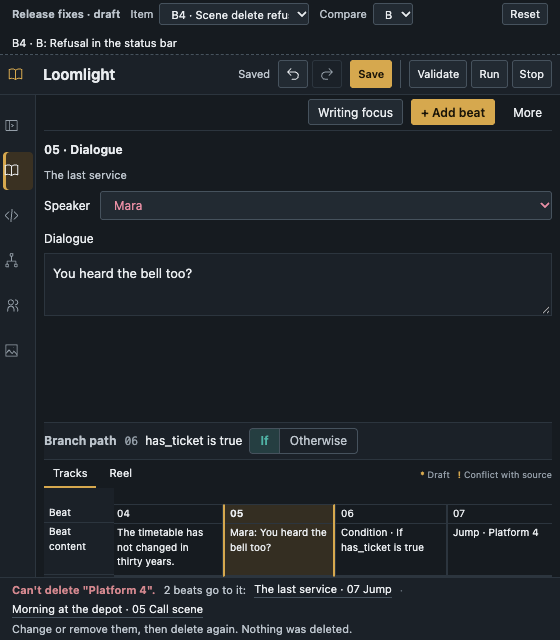 Release fixes · draft Item B4 · Scene delete refu Compare B Reset
B4 · B: Refusal in the status bar
Loomlight Saved Save Validate Run Stop
Writing focus + Add beat More
05 · Dialogue
The last service
Speaker Mara
Dialogue
You heard the bell too?
Branch path 06 has_ticket is true If Otherwise
Tracks Reel * Draft ! Conflict with source
Beat 04 05 06 07
Beat content The timetable has not changed in thirty years. Mara: You heard the bell too? Condition · If has_ticket is true Jump · Platform 4
Can't delete "Platform 4". 2 beats go to it: The last service · 07 Jump ·
Morning at the depot · 05 Call scene
Change or remove them, then delete again. Nothing was deleted.